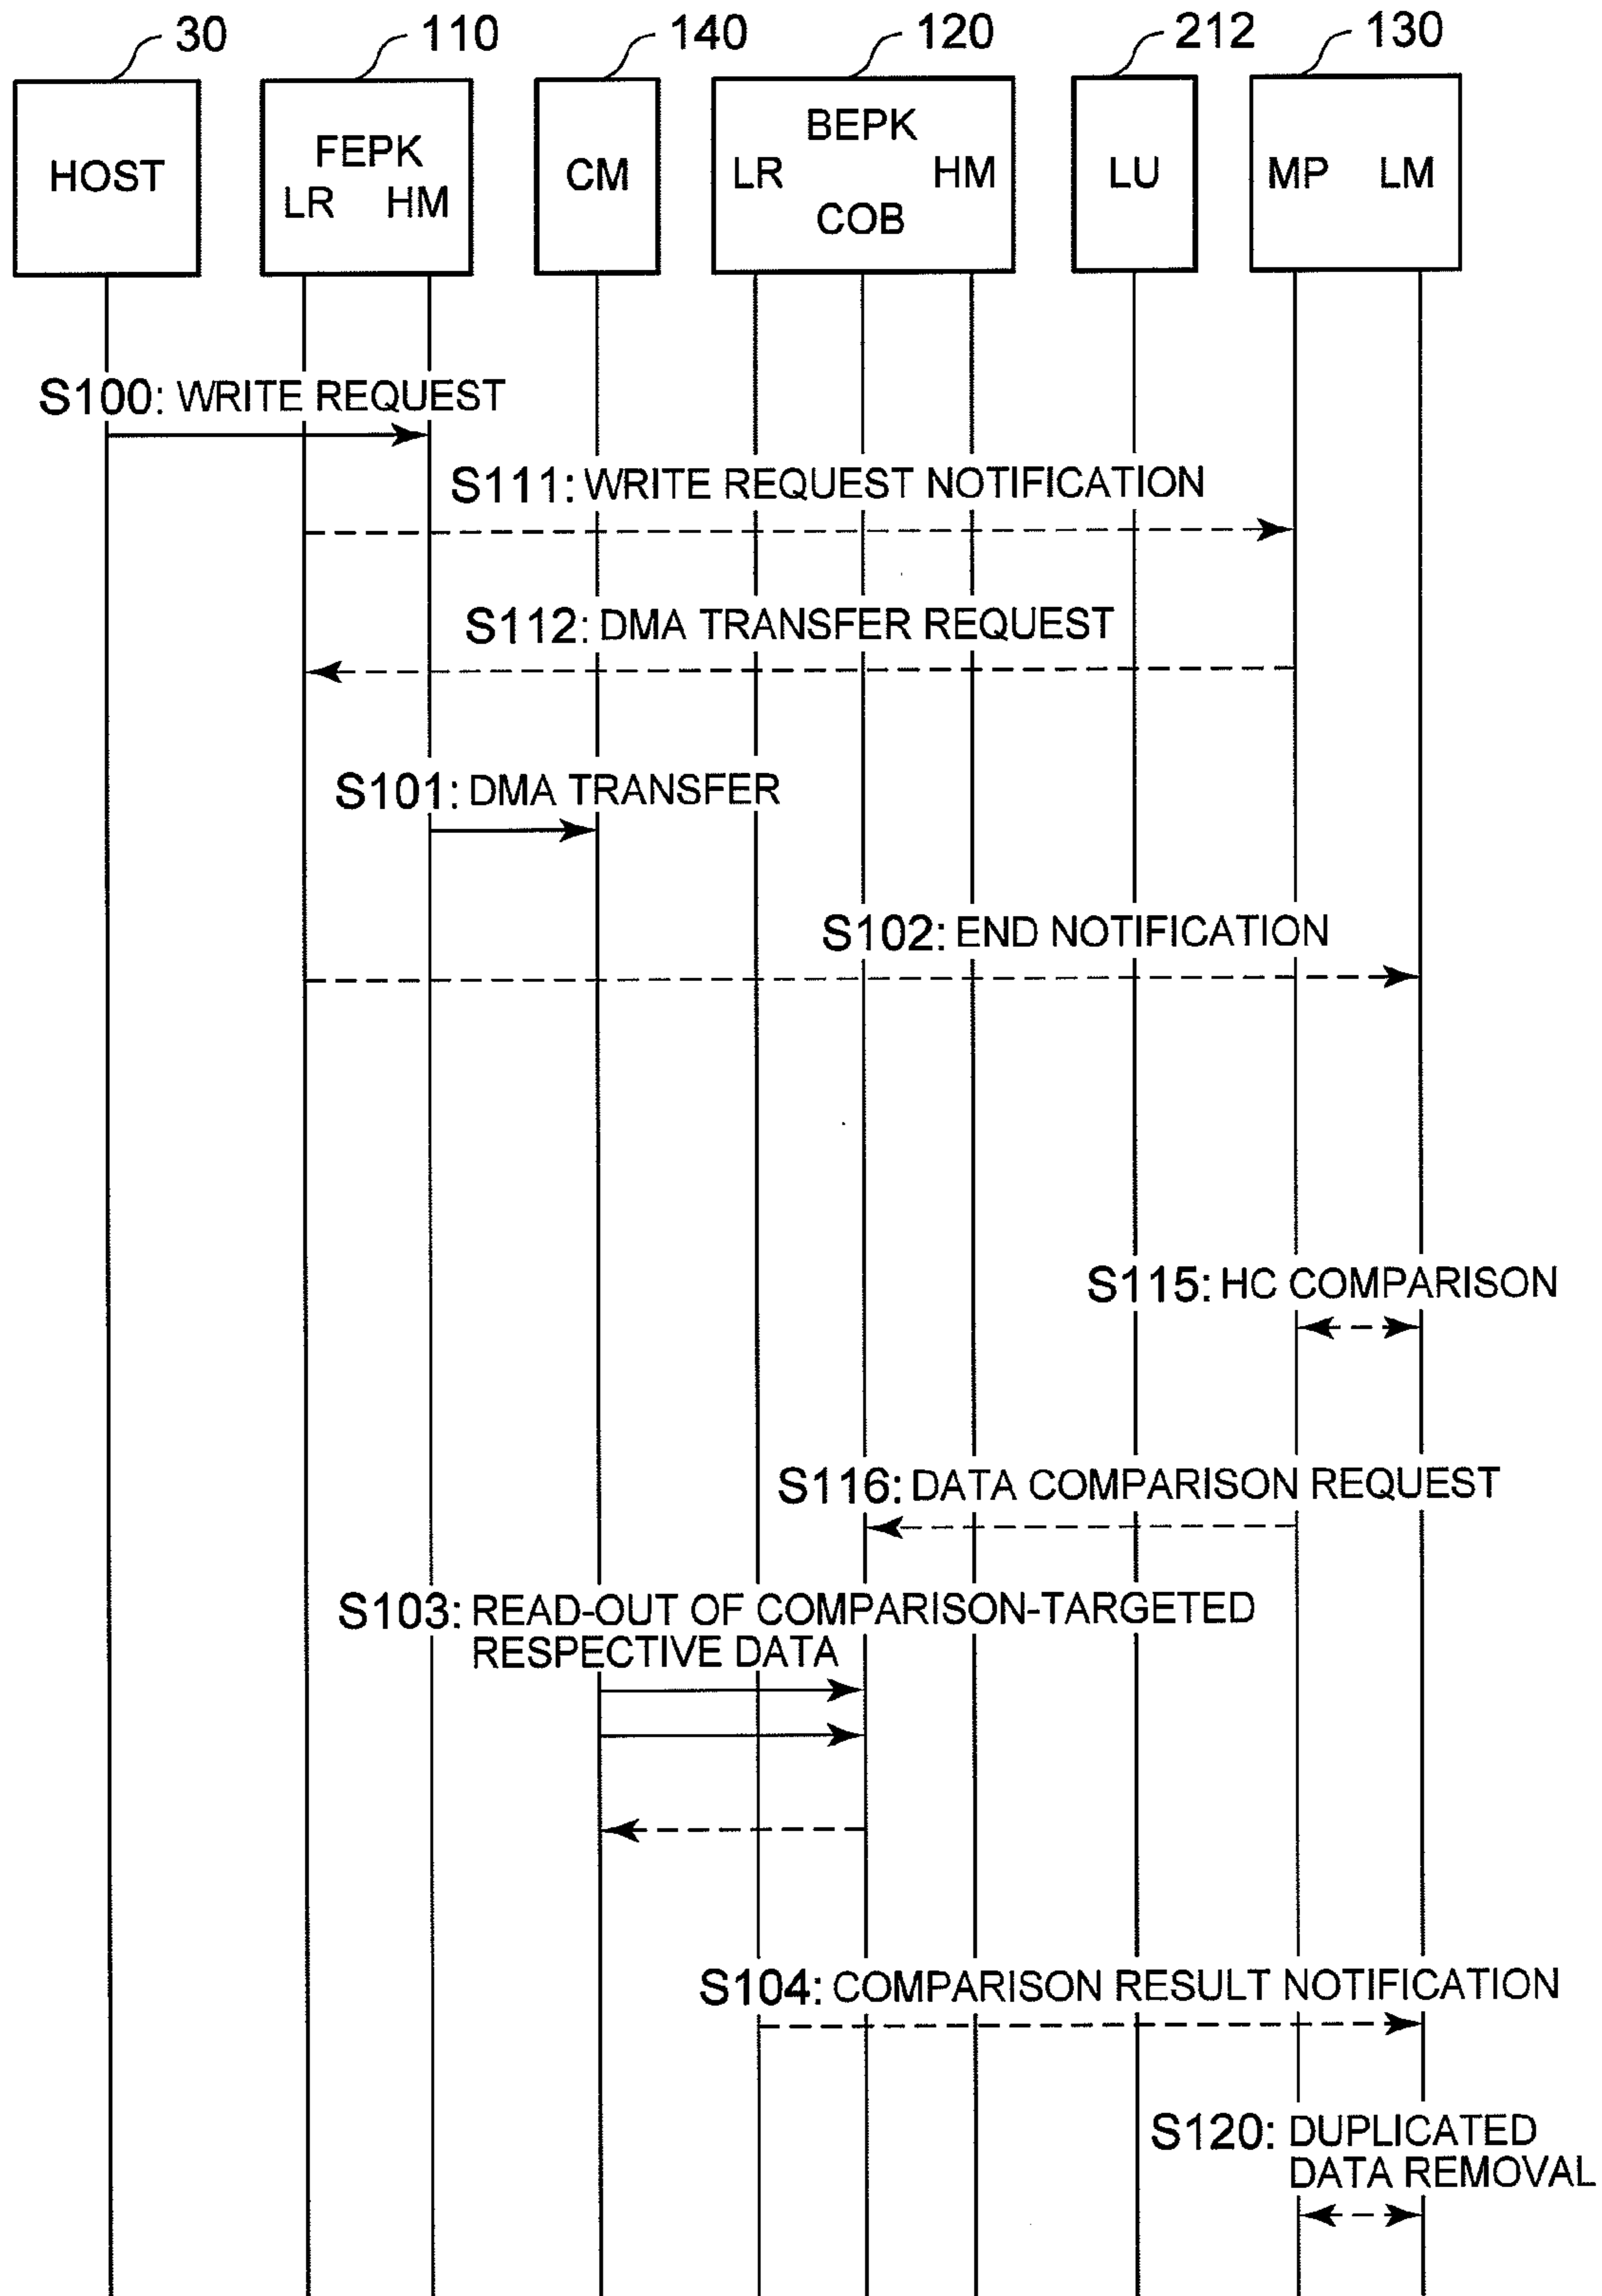 30
110
140
120
212
130
HOST
FEPK
LR HM
CM
BEPK
LR HM
COB
LU
MP LM
S100: WRITE REQUEST
S111: WRITE REQUEST NOTIFICATION
S112: DMA TRANSFER REQUEST
S101: DMA TRANSFER
S102: END NOTIFICATION
S115: HC COMPARISON
S116: DATA COMPARISON REQUEST
S103: READ-OUT OF COMPARISON-TARGETED
RESPECTIVE DATA
S104: COMPARISON RESULT NOTIFICATION
S120: DUPLICATED
DATA REMOVAL